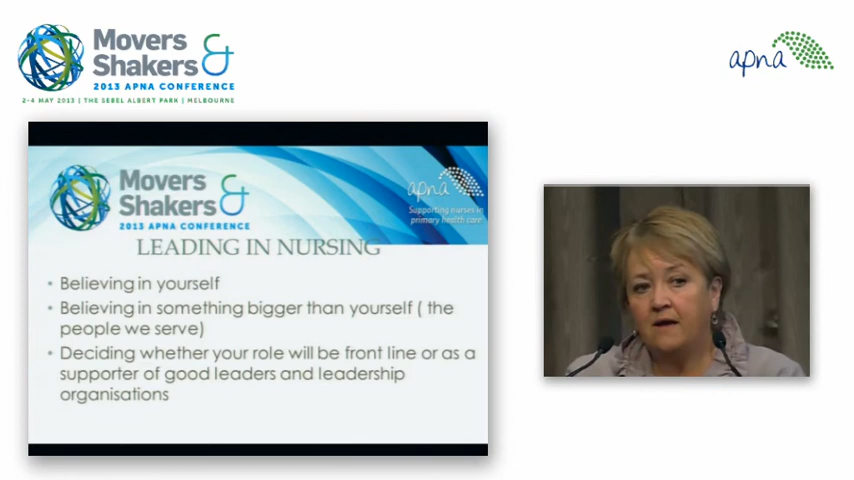 Movers &
Shakers
2013 APNA CONFERENCE
2-4 MAY 2013 | THE SEBEL ALBERT PARK | MELBOURNE
apna
Movers &
Shakers
2013 APNA CONFERENCE
apna
Supporting nurses in
primary health care
LEADING IN NURSING
• Believing in yourself
• Believing in something bigger than yourself ( the
people we serve)
• Deciding whether your role will be front line or as a
supporter of good leaders and leadership
organisations